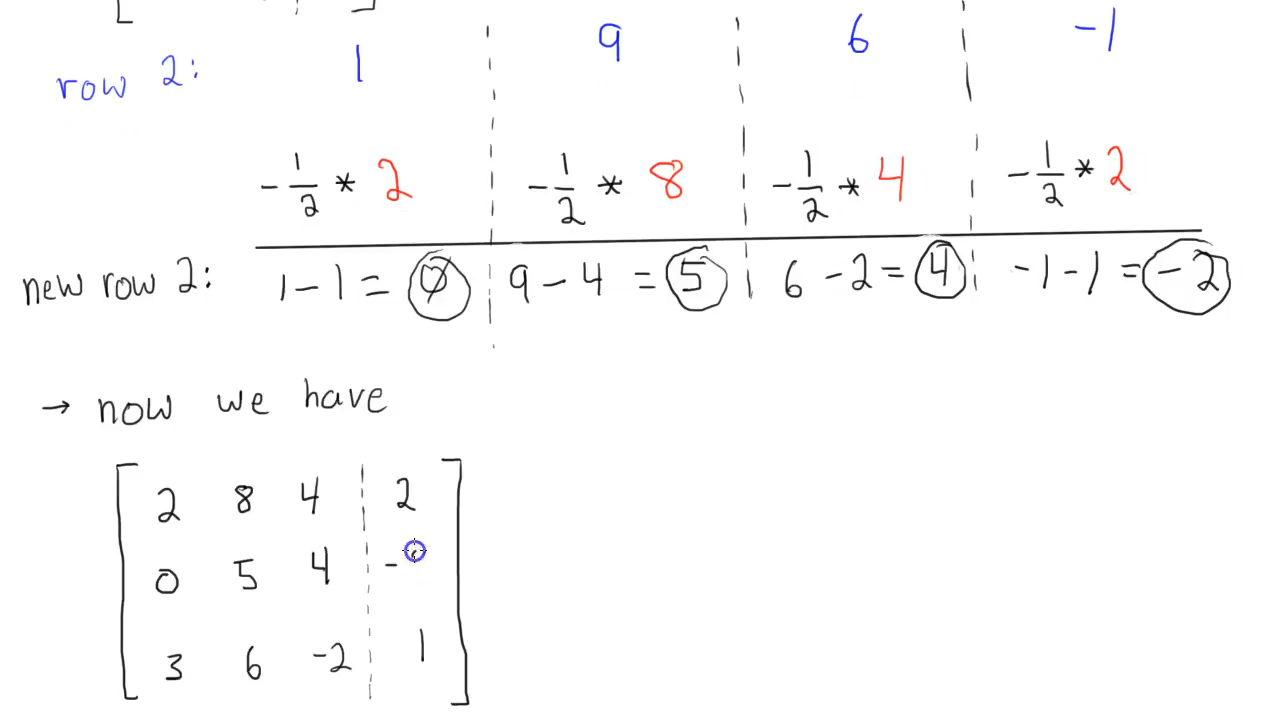 row 2: 1 9 6 -1
-1/2 * 2 -1/2 * 8 -1/2 * 4 -1/2 * 2
new row 2: 1 - 1 = 0 9 - 4 = 5 6 - 2 = 4 -1 - 1 = -2
→ now we have
2 8 4 2
0 5 4 -
3 6 -2 1